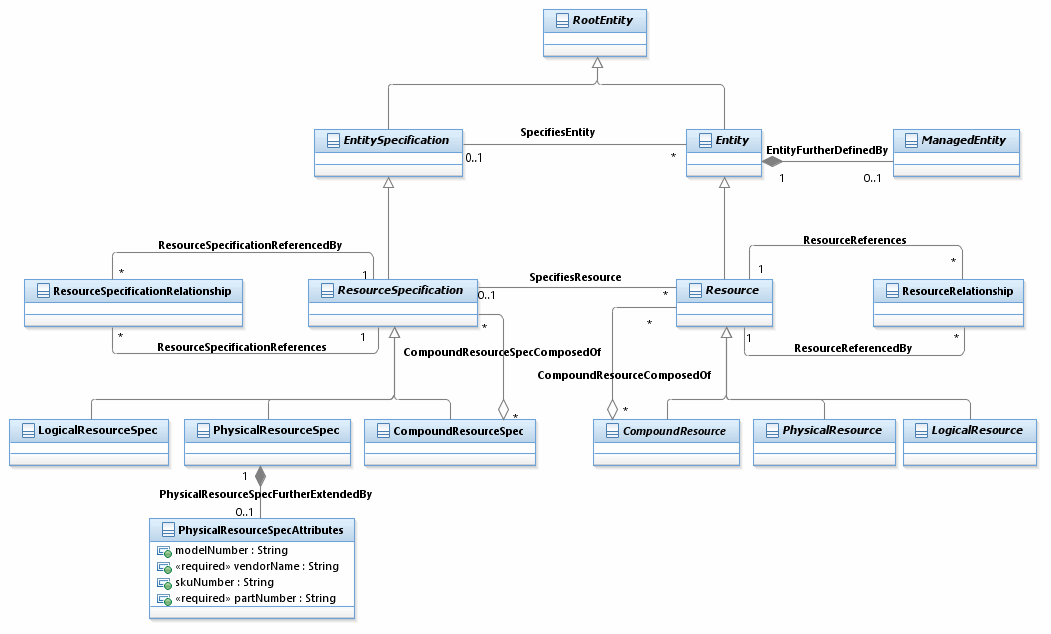 RootEntity
EntitySpecification
SpecifiesEntity
0..1
*
Entity
EntityFurtherDefinedBy
1
0..1
ManagedEntity
ResourceSpecificationReferencedBy
*
1
ResourceReferences
1
*
ResourceSpecificationRelationship
ResourceSpecification
SpecifiesResource
0..1
*
Resource
ResourceRelationship
*
1
ResourceSpecificationReferences
*
*
1
*
ResourceReferencedBy
CompoundResourceSpecComposedOf
CompoundResourceComposedOf
*
*
LogicalResourceSpec
PhysicalResourceSpec
CompoundResourceSpec
CompoundResource
PhysicalResource
LogicalResource
1
PhysicalResourceSpecFurtherExtendedBy
0..1
PhysicalResourceSpecAttributes
modelNumber : String
«required» vendorName : String
skuNumber : String
«required» partNumber : String